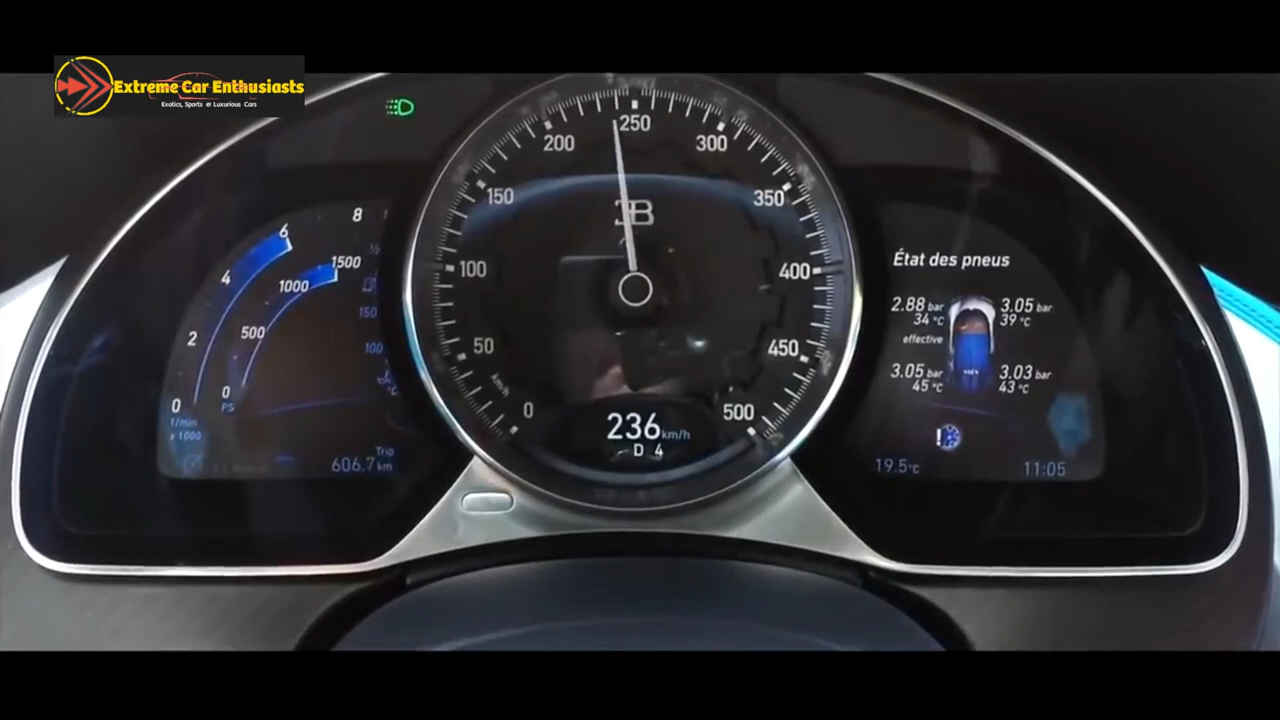 Extreme Car Enthusiasts
Exotics, Sports & Luxurious Cars
200
250
300
150
350
100
400
50
450
0
500
km/h
236 km/h
D 4
8
6
4
2
0
1/min
x 1000
1500
1000
500
0
PS
150
100
Trip
606.7 km
État des pneus
2.88 bar
34 °C
3.05 bar
39 °C
effective
3.05 bar
45 °C
3.03 bar
43 °C
19.5 °C
11:05